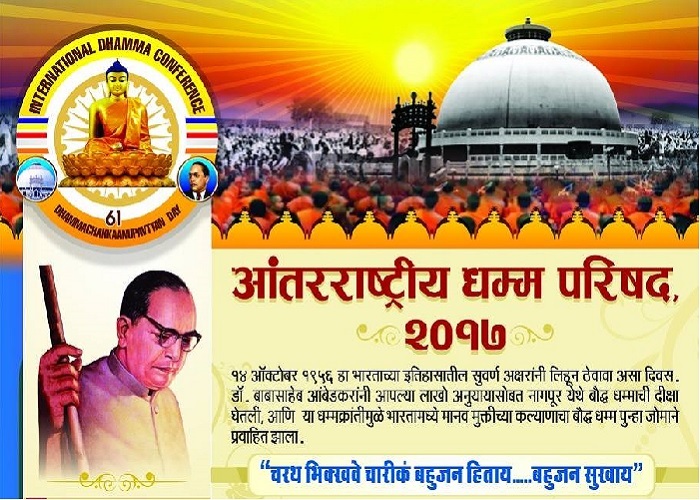 INTERNATIONAL DHAMMA CONFERENCE
61
DHAMMACHAKKAANUPAVTTAN DAY
आंतरराष्ट्रीय धम्म परिषद,
२०१७
१४ ऑक्टोबर १९५६ हा भारताच्या इतिहासातील सुवर्ण अक्षरांनी लिहून ठेवावा असा दिवस.
डॉ. बाबासाहेब आंबेडकरांनी आपल्या लाखो अनुयायासोबत नागपूर येथे बौद्ध धम्माची दीक्षा
घेतली, आणि या धम्मक्रांतीमुळे भारतामध्ये मानव मुक्तीच्या कल्याणाचा बौद्ध धम्म पुन्हा जोमाने
प्रवाहित झाला.
“चरथ भिक्खवे चारीकं बहुजन हिताय.....बहुजन सुखाय”